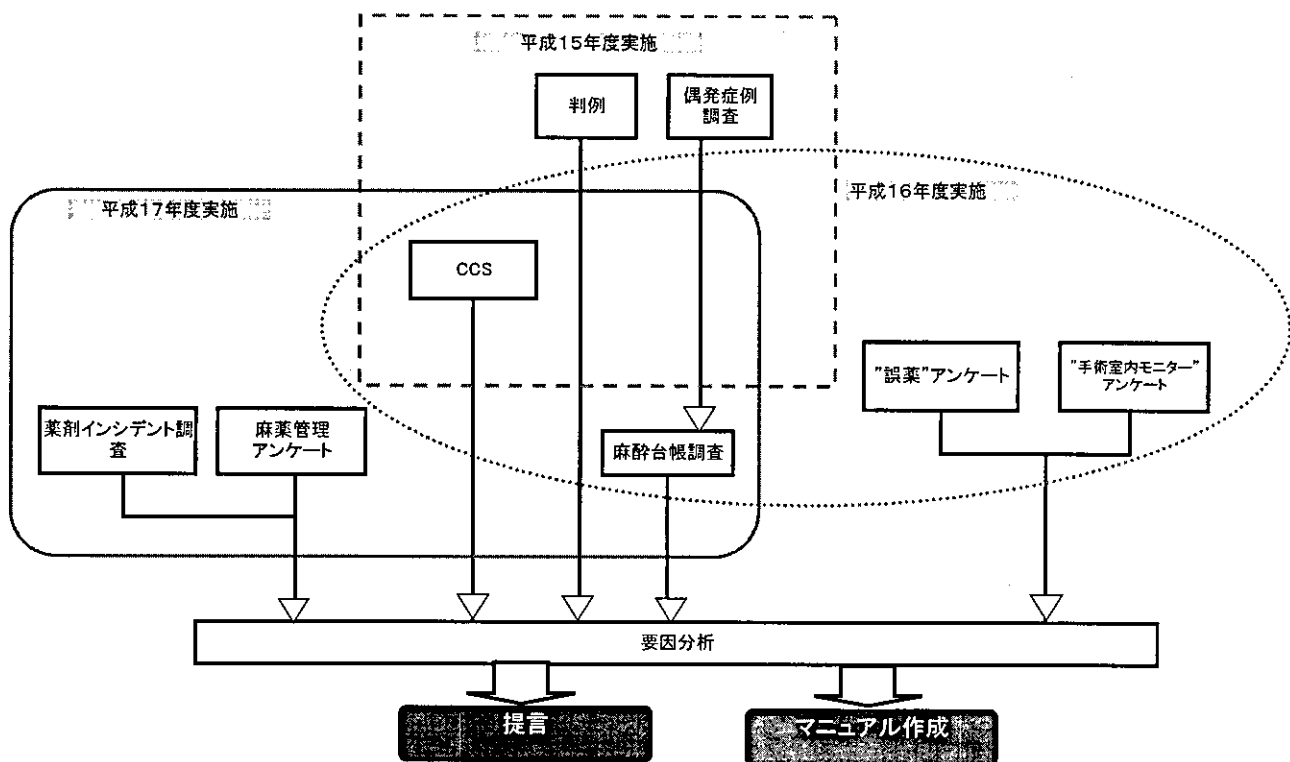 平成15年度実施
判例
偶発症例
調査
平成16年度実施
平成17年度実施
CCS
”誤薬”アンケート
”手術室内モニター”
アンケート
薬剤インシデント調
査
麻薬管理
アンケート
麻酔台帳調査
要因分析
提言
マニュアル作成